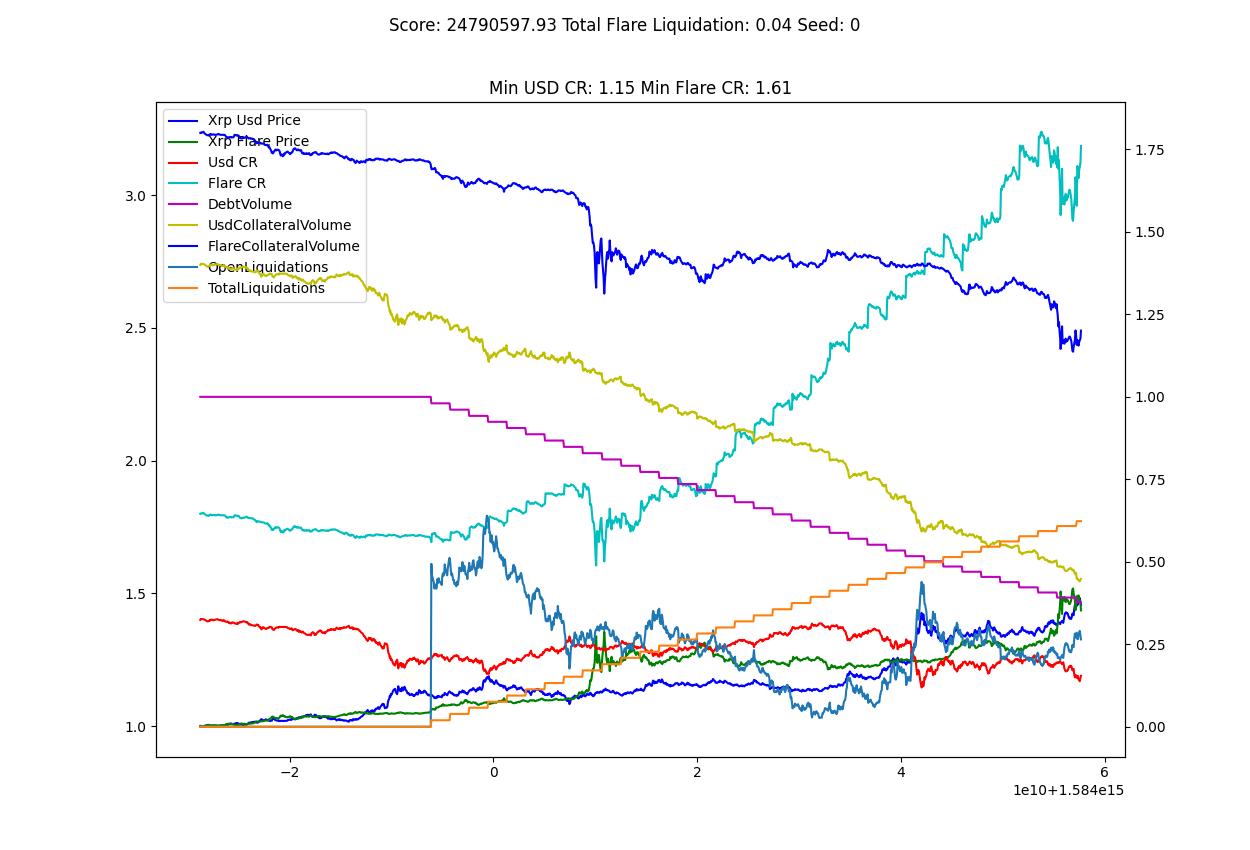 Score: 24790597.93 Total Flare Liquidation: 0.04 Seed: 0
Min USD CR: 1.15 Min Flare CR: 1.61
Xrp Usd Price
Xrp Flare Price
Usd CR
Flare CR
DebtVolume
UsdCollateralVolume
FlareCollateralVolume
OpenLiquidations
TotalLiquidations
3.0
2.5
2.0
1.5
1.0
1.75
1.50
1.25
1.00
0.75
0.50
0.25
0.00
−2
0
2
4
6
1e10+1.584e15